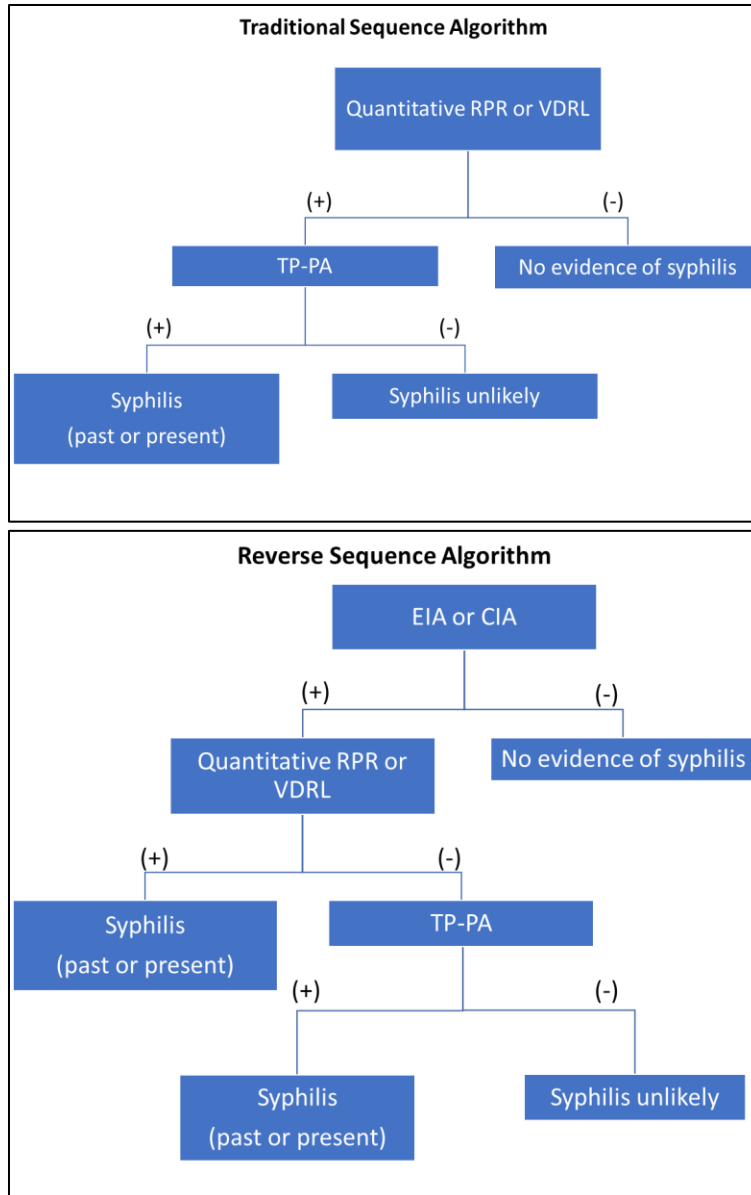 Traditional Sequence Algorithm
Quantitative RPR or VDRL
(+)
(-)
TP-PA
No evidence of syphilis
(+)
(-)
Syphilis
(past or present)
Syphilis unlikely
Reverse Sequence Algorithm
EIA or CIA
(+)
(-)
Quantitative RPR or
VDRL
No evidence of syphilis
(+)
(-)
Syphilis
(past or present)
TP-PA
(+)
(-)
Syphilis
(past or present)
Syphilis unlikely